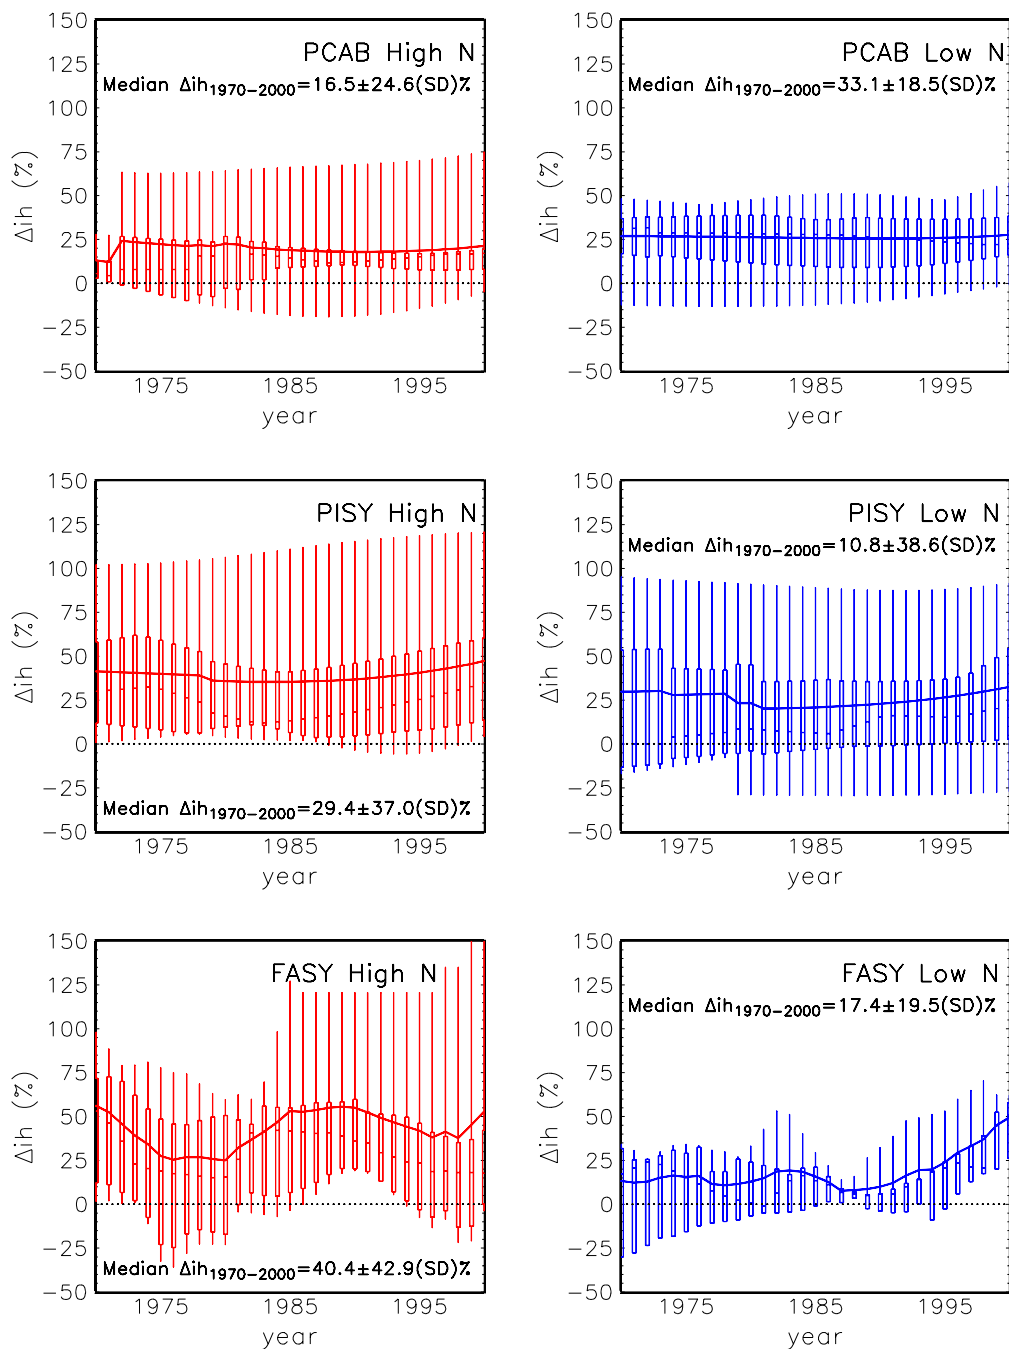 PCAB High N
Median Δih1970−2000=16.5±24.6(SD)%
150
125
100
75
50
25
0
−25
−50
Δih (%)
1975 1985 1995
year
PCAB Low N
Median Δih1970−2000=33.1±18.5(SD)%
150
125
100
75
50
25
0
−25
−50
Δih (%)
1975 1985 1995
year
PISY High N
150
125
100
75
50
25
0
−25
−50
Δih (%)
Median Δih1970−2000=29.4±37.0(SD)%
1975 1985 1995
year
PISY Low N
Median Δih1970−2000=10.8±38.6(SD)%
150
125
100
75
50
25
0
−25
−50
Δih (%)
1975 1985 1995
year
FASY High N
150
125
100
75
50
25
0
−25
−50
Δih (%)
Median Δih1970−2000=40.4±42.9(SD)%
1975 1985 1995
year
FASY Low N
Median Δih1970−2000=17.4±19.5(SD)%
150
125
100
75
50
25
0
−25
−50
Δih (%)
1975 1985 1995
year